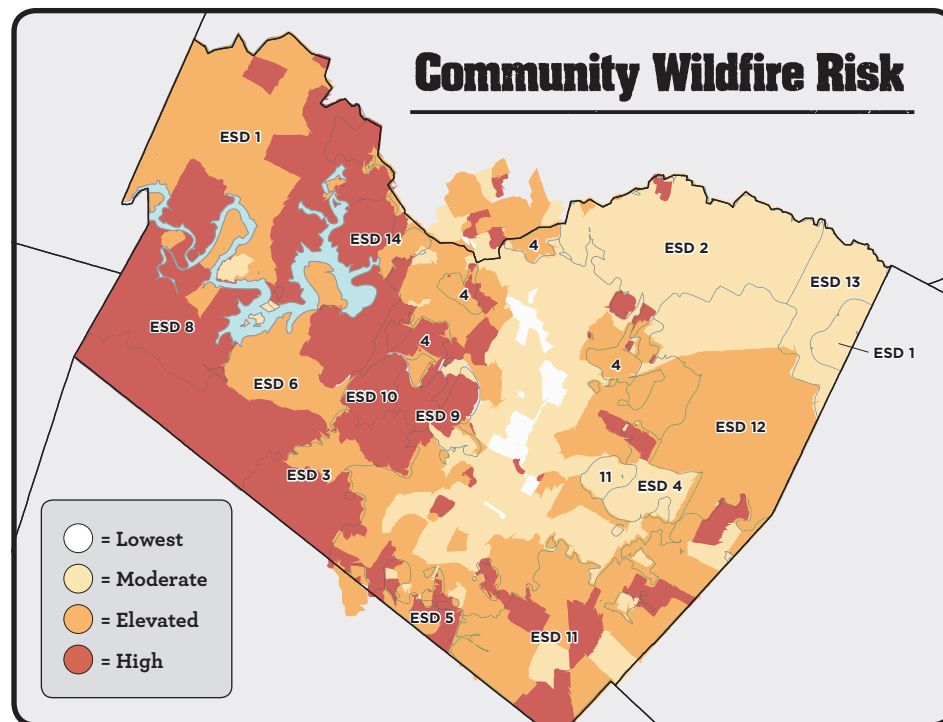 Community Wildfire Risk
ESD 1
ESD 14
4
ESD 2
ESD 13
4
ESD 8
4
ESD 1
4
ESD 6
ESD 10
ESD 9
ESD 12
ESD 3
11
ESD 4
ESD 5
ESD 11
= Lowest
= Moderate
= Elevated
= High